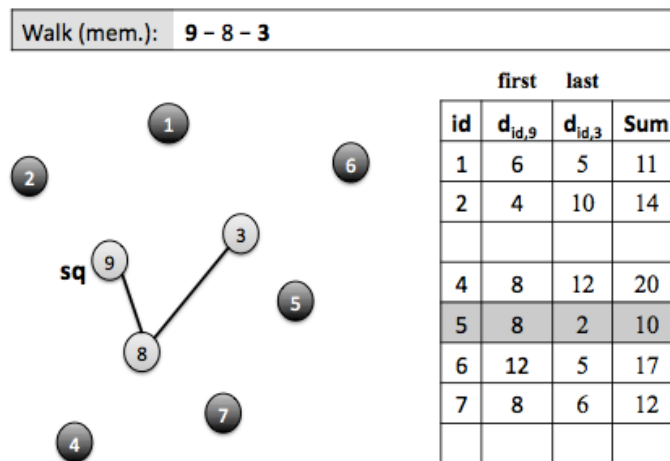 Walk (mem.): 9 – 8 – 3
first last
id d_id,9 d_id,3 Sum
1 6 5 11
2 4 10 14
4 8 12 20
5 8 2 10
6 12 5 17
7 8 6 12
1
6
2
3
9
sq
5
8
7
4